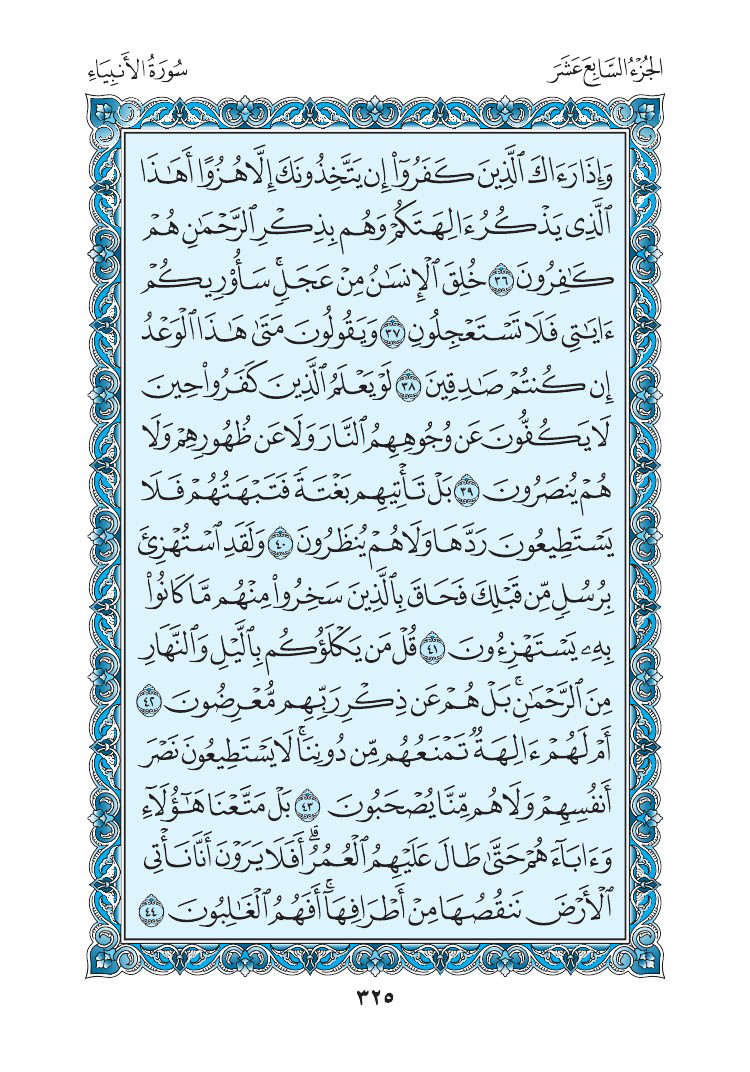 الجُزْءُ السَّابِعَ عَشَرَ
سُورَةُ الأَنبِيَاءِ
وَإِذَا رَءَاكَ ٱلَّذِينَ كَفَرُوٓا۟ إِن يَتَّخِذُونَكَ إِلَّا هُزُوًا أَهَـٰذَا
ٱلَّذِى يَذْكُرُ ءَالِهَتَكُمْ وَهُم بِذِكْرِ ٱلرَّحْمَـٰنِ هُمْ
كَـٰفِرُونَ ٣٦ خُلِقَ ٱلْإِنسَـٰنُ مِنْ عَجَلٍ ۚ سَأُو۟رِيكُمْ
ءَايَـٰتِى فَلَا تَسْتَعْجِلُونِ ٣٧ وَيَقُولُونَ مَتَىٰ هَـٰذَا ٱلْوَعْدُ
إِن كُنتُمْ صَـٰدِقِينَ ٣٨ لَوْ يَعْلَمُ ٱلَّذِينَ كَفَرُوا۟ حِينَ
لَا يَكُفُّونَ عَن وُجُوهِهِمُ ٱلنَّارَ وَلَا عَن ظُهُورِهِمْ وَلَا
هُمْ يُنصَرُونَ ٣٩ بَلْ تَأْتِيهِم بَغْتَةً فَتَبْهَتُهُمْ فَلَا
يَسْتَطِيعُونَ رَدَّهَا وَلَا هُمْ يُنظَرُونَ ٤٠ وَلَقَدِ ٱسْتُهْزِئَ
بِرُسُلٍ مِّن قَبْلِكَ فَحَاقَ بِٱلَّذِينَ سَخِرُوا۟ مِنْهُم مَّا كَانُوا۟
بِهِۦ يَسْتَهْزِءُونَ ٤١ قُلْ مَن يَكْلَؤُكُم بِٱلَّيْلِ وَٱلنَّهَارِ
مِنَ ٱلرَّحْمَـٰنِ ۗ بَلْ هُمْ عَن ذِكْرِ رَبِّهِم مُّعْرِضُونَ ٤٢
أَمْ لَهُمْ ءَالِهَةٌ تَمْنَعُهُم مِّن دُونِنَا ۚ لَا يَسْتَطِيعُونَ نَصْرَ
أَنفُسِهِمْ وَلَا هُم مِّنَّا يُصْحَبُونَ ٤٣ بَلْ مَتَّعْنَا هَـٰٓؤُلَآءِ
وَءَابَآءَهُمْ حَتَّىٰ طَالَ عَلَيْهِمُ ٱلْعُمُرُ ۗ أَفَلَا يَرَوْنَ أَنَّا نَأْتِى
ٱلْأَرْضَ نَنقُصُهَا مِنْ أَطْرَافِهَآ ۚ أَفَهُمُ ٱلْغَـٰلِبُونَ ٤٤
٣٢٥